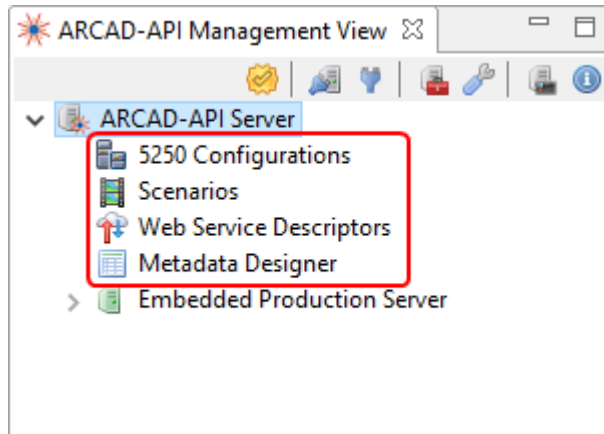 ARCAD-API Management View
ARCAD-API Server
5250 Configurations
Scenarios
Web Service Descriptors
Metadata Designer
Embedded Production Server